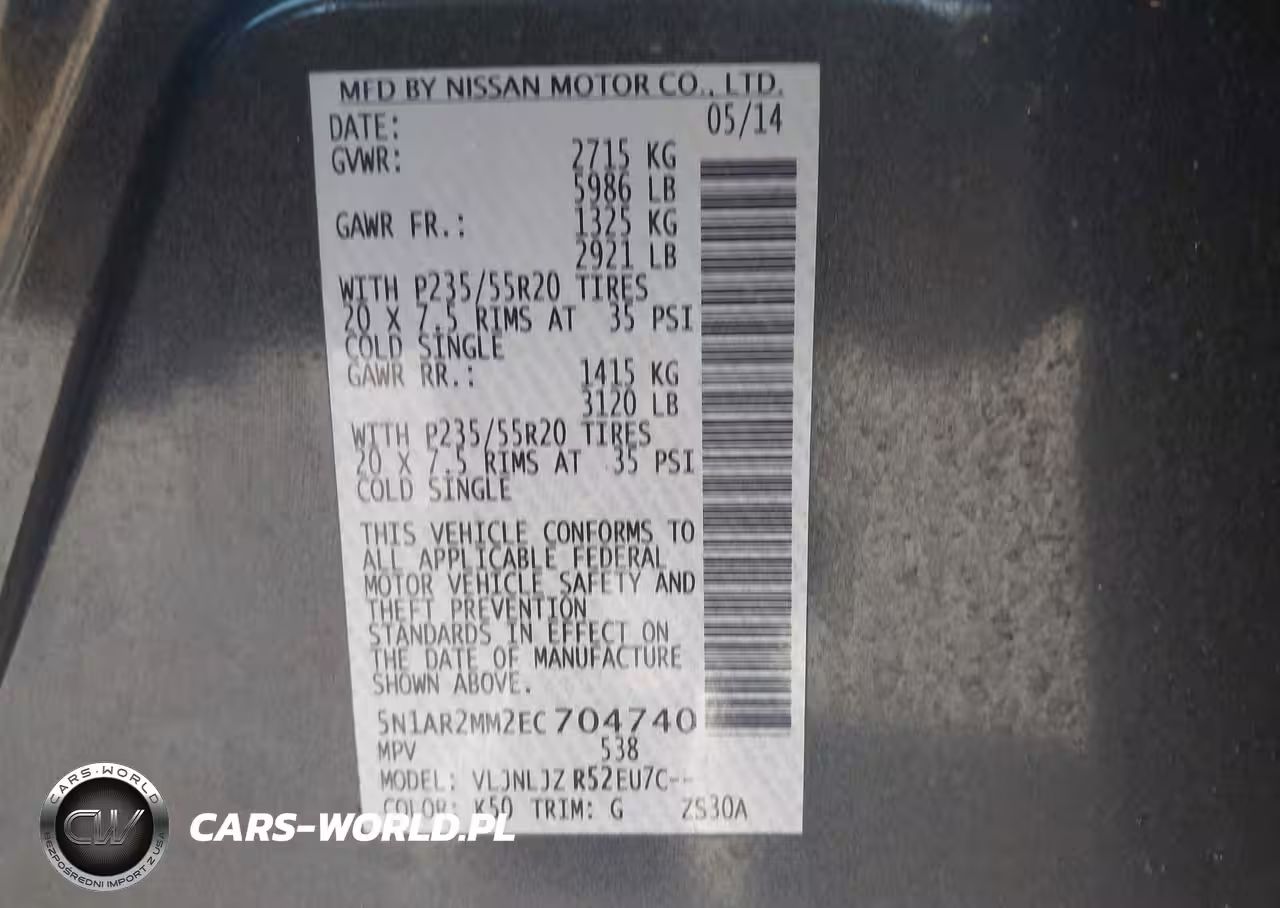 MFD BY NISSAN MOTOR CO., LTD.
DATE: 05/14
GVWR: 2715 KG
5986 LB
GAWR FR.: 1325 KG
2921 LB
WITH P235/55R20 TIRES
20 X 7.5 RIMS AT 35 PSI
COLD SINGLE
GAWR RR.: 1415 KG
3120 LB
WITH P235/55R20 TIRES
20 X 7.5 RIMS AT 35 PSI
COLD SINGLE
THIS VEHICLE CONFORMS TO
ALL APPLICABLE FEDERAL
MOTOR VEHICLE SAFETY AND
THEFT PREVENTION
STANDARDS IN EFFECT ON
THE DATE OF MANUFACTURE
SHOWN ABOVE.
5N1AR2MM2EC704740
MPV 538
MODEL: VLJNLJZ R52EU7C--
COLOR: K50 TRIM: G ZS30A
CARS-WORLD
CW
BEZPOŚREDNI IMPORT Z USA
CARS-WORLD.PL